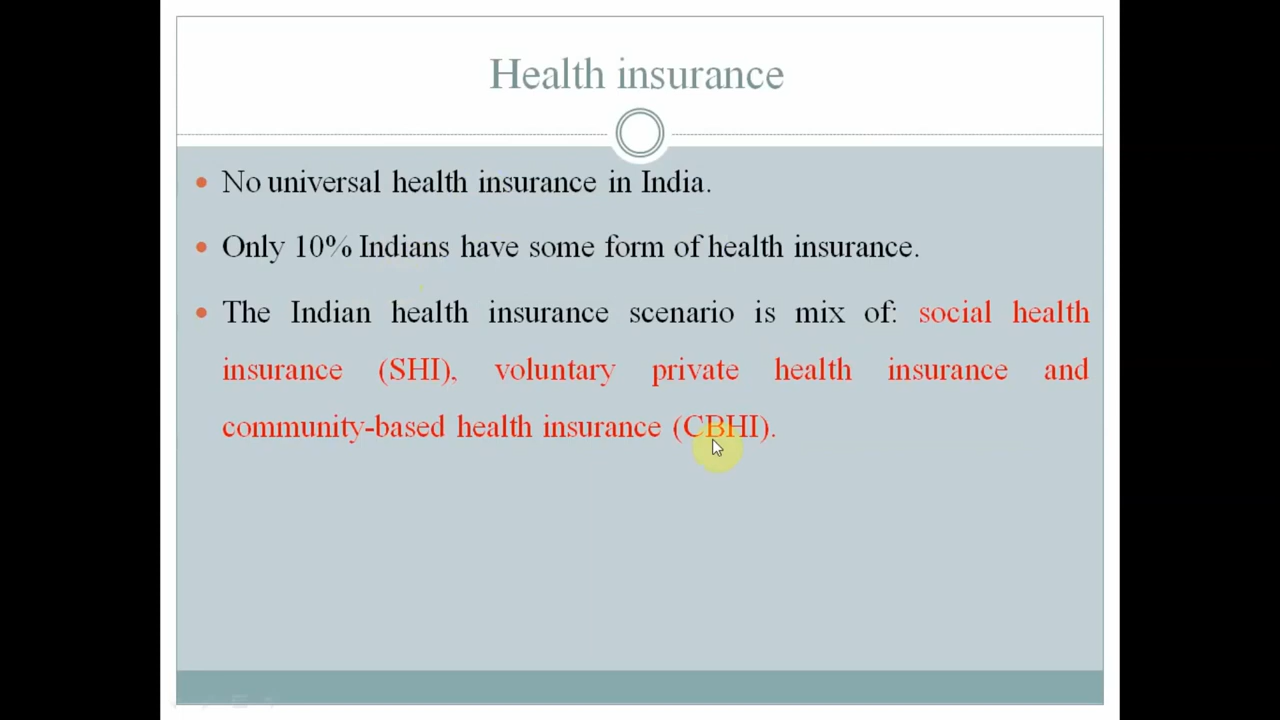 Health insurance
No universal health insurance in India.
Only 10% Indians have some form of health insurance.
The Indian health insurance scenario is mix of: social health
insurance (SHI), voluntary private health insurance and
community-based health insurance (CBHI).